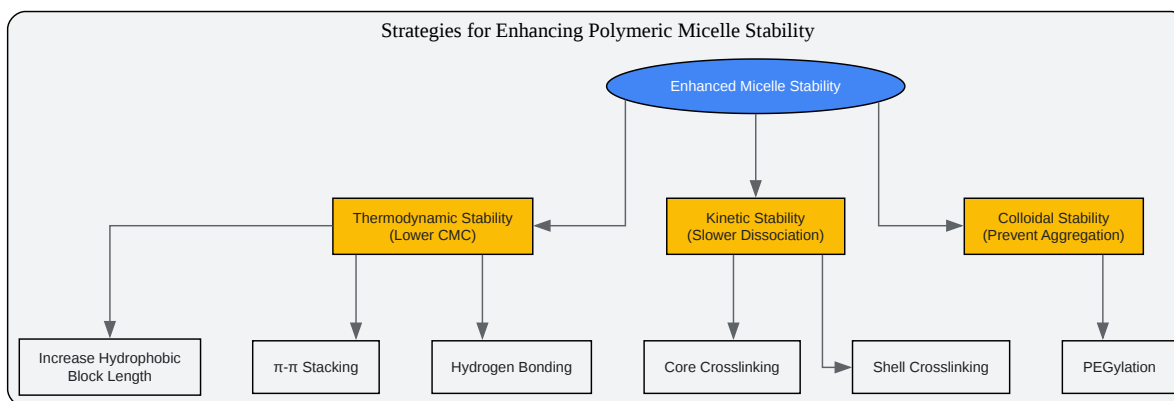 Strategies for Enhancing Polymeric Micelle Stability
Enhanced Micelle Stability
Thermodynamic Stability
(Lower CMC)
Kinetic Stability
(Slower Dissociation)
Colloidal Stability
(Prevent Aggregation)
Increase Hydrophobic
Block Length
π-π Stacking
Hydrogen Bonding
Core Crosslinking
Shell Crosslinking
PEGylation